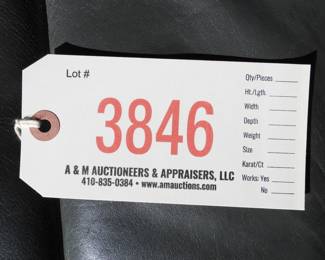 Lot #
3846
A & M AUCTIONEERS & APPRAISERS, LLC
410-835-0384 • www.amauctions.com
Qty/Pieces
Ht./Lgth.
Width
Depth
Weight
Size
Karat/Ct
Works: Yes
No